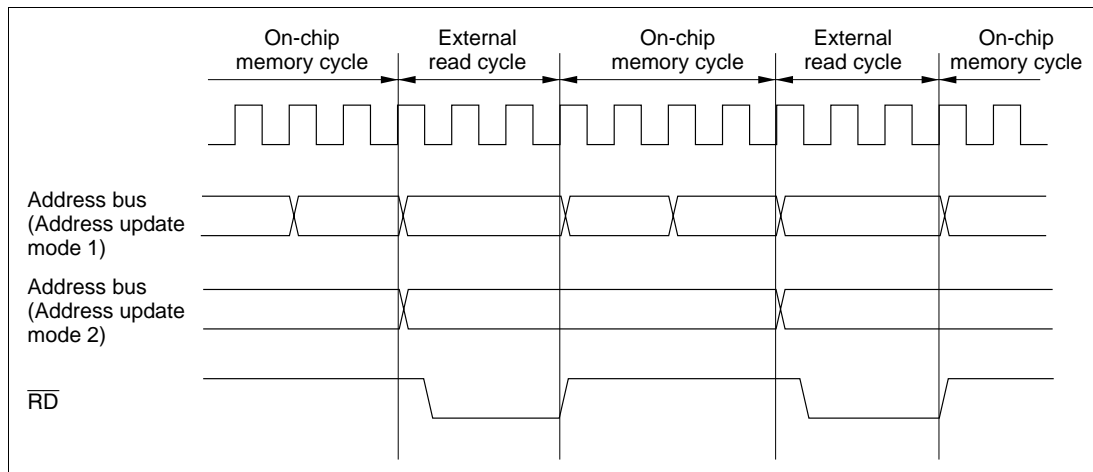 On-chip
memory cycle
External
read cycle
On-chip
memory cycle
External
read cycle
On-chip
memory cycle
Address bus
(Address update
mode 1)
Address bus
(Address update
mode 2)
R̅D̅